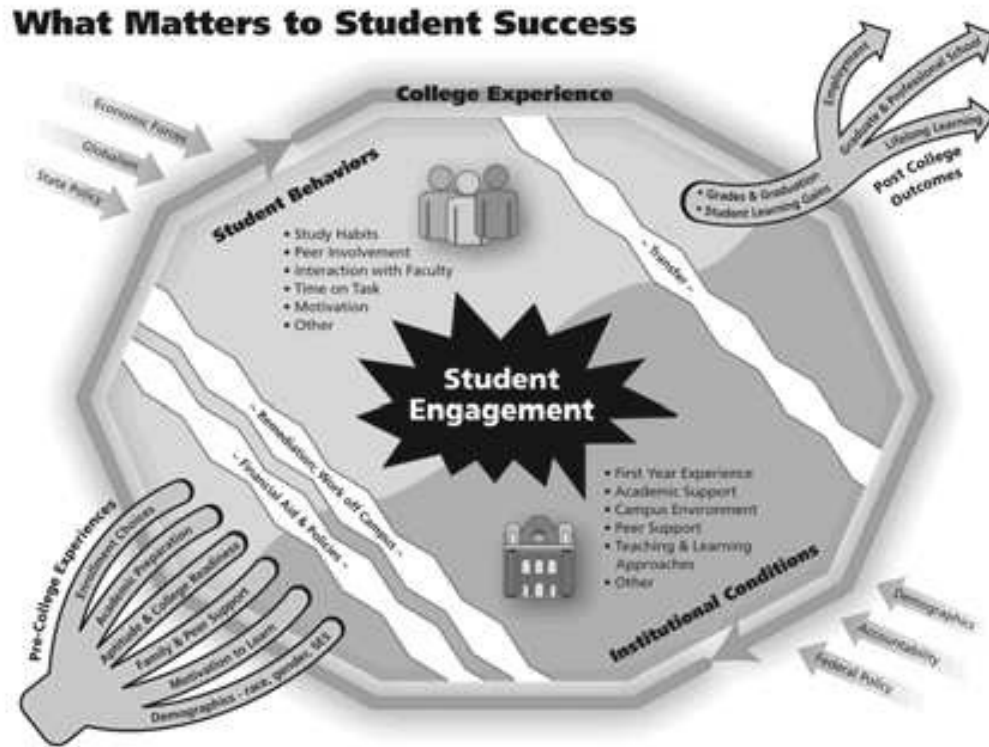 What Matters to Student Success
College Experience
Economic Forces
Globalism
State Policy
Student Behaviors
• Study Habits
• Peer Involvement
• Interaction with Faculty
• Time on Task
• Motivation
• Other
Employment
Graduate & Professional School
Lifelong Learning
• Grades & Graduation
• Student Learning Gains
Post College
Outcomes
~ Transfer ~
Student
Engagement
~ Remediation; Work off Campus ~
~ Financial Aid & Policies ~
• First Year Experience
• Academic Support
• Campus Environment
• Peer Support
• Teaching & Learning
Approaches
• Other
Institutional Conditions
Pre-College Experiences
Enrollment Choices
Academic Preparation
Aptitude & College Readiness
Family & Peer Support
Motivation to Learn
Demographics - race, gender, SES
Demographics
Accountability
Federal Policy